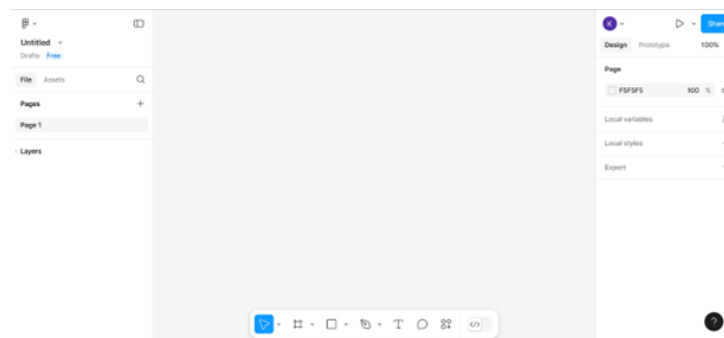 Untitled
Drafts Free
File Assets
Pages
Page 1
Layers
K
Shar
Design Prototype 100%
Page
F5F5F5 100 %
Local variables
Local styles
Export
?